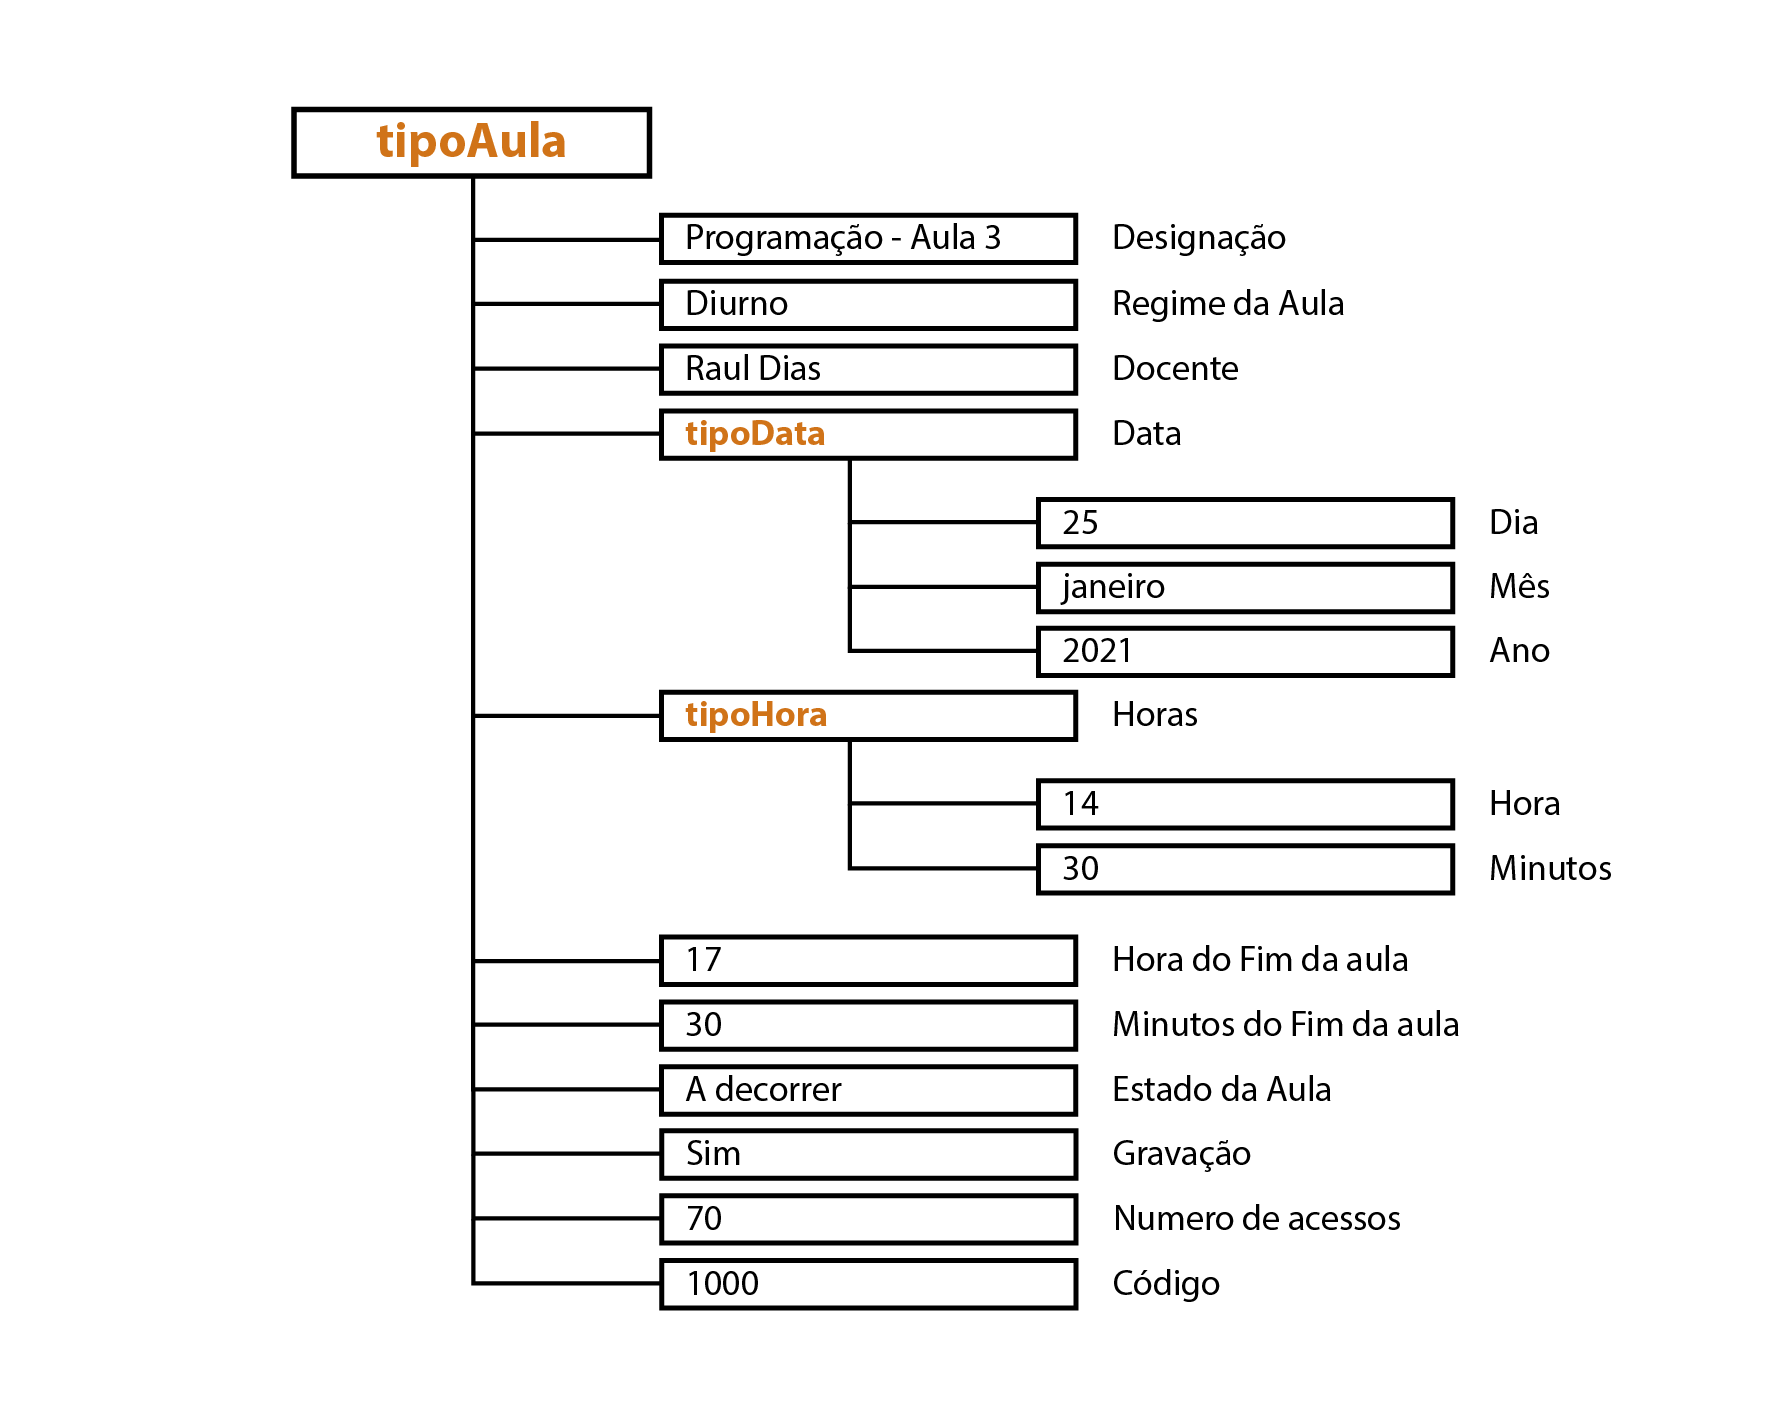 tipoAula
Programação - Aula 3 Designação
Diurno Regime da Aula
Raul Dias Docente
tipoData Data
25 Dia
janeiro Mês
2021 Ano
tipoHora Horas
14 Hora
30 Minutos
17 Hora do Fim da aula
30 Minutos do Fim da aula
A decorrer Estado da Aula
Sim Gravação
70 Numero de acessos
1000 Código